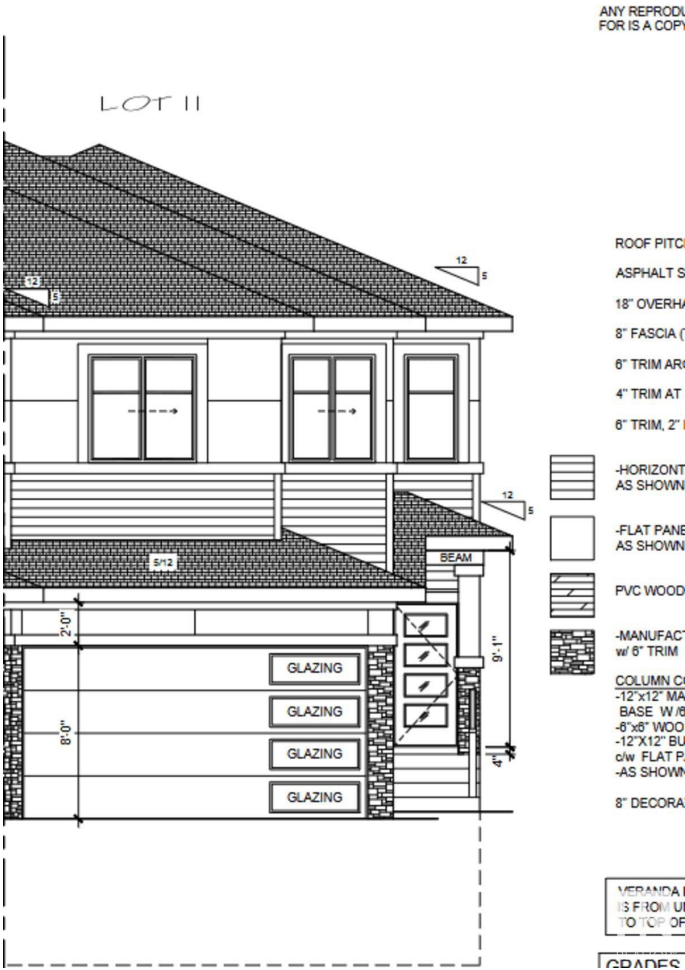 ANY REPRODU
FOR IS A COPY
LOT 11
ROOF PITC
ASPHALT S
18" OVERHA
8" FASCIA (
6" TRIM ARO
4" TRIM AT
6" TRIM, 2"
-HORIZONT
AS SHOWN
-FLAT PANE
AS SHOWN
PVC WOOD
-MANUFACT
w/ 6" TRIM
COLUMN CO
-12"x12" MA
BASE W/6
-6"x6" WOO
-12"X12" BU
c/w FLAT PA
-AS SHOWN
8" DECORA
12
5
12
5
12
5
5/12
BEAM
2'-0"
8'-0"
9'-1"
4"
GLAZING
GLAZING
GLAZING
GLAZING
VERANDA
IS FROM U
TO TOP OF
GRADES